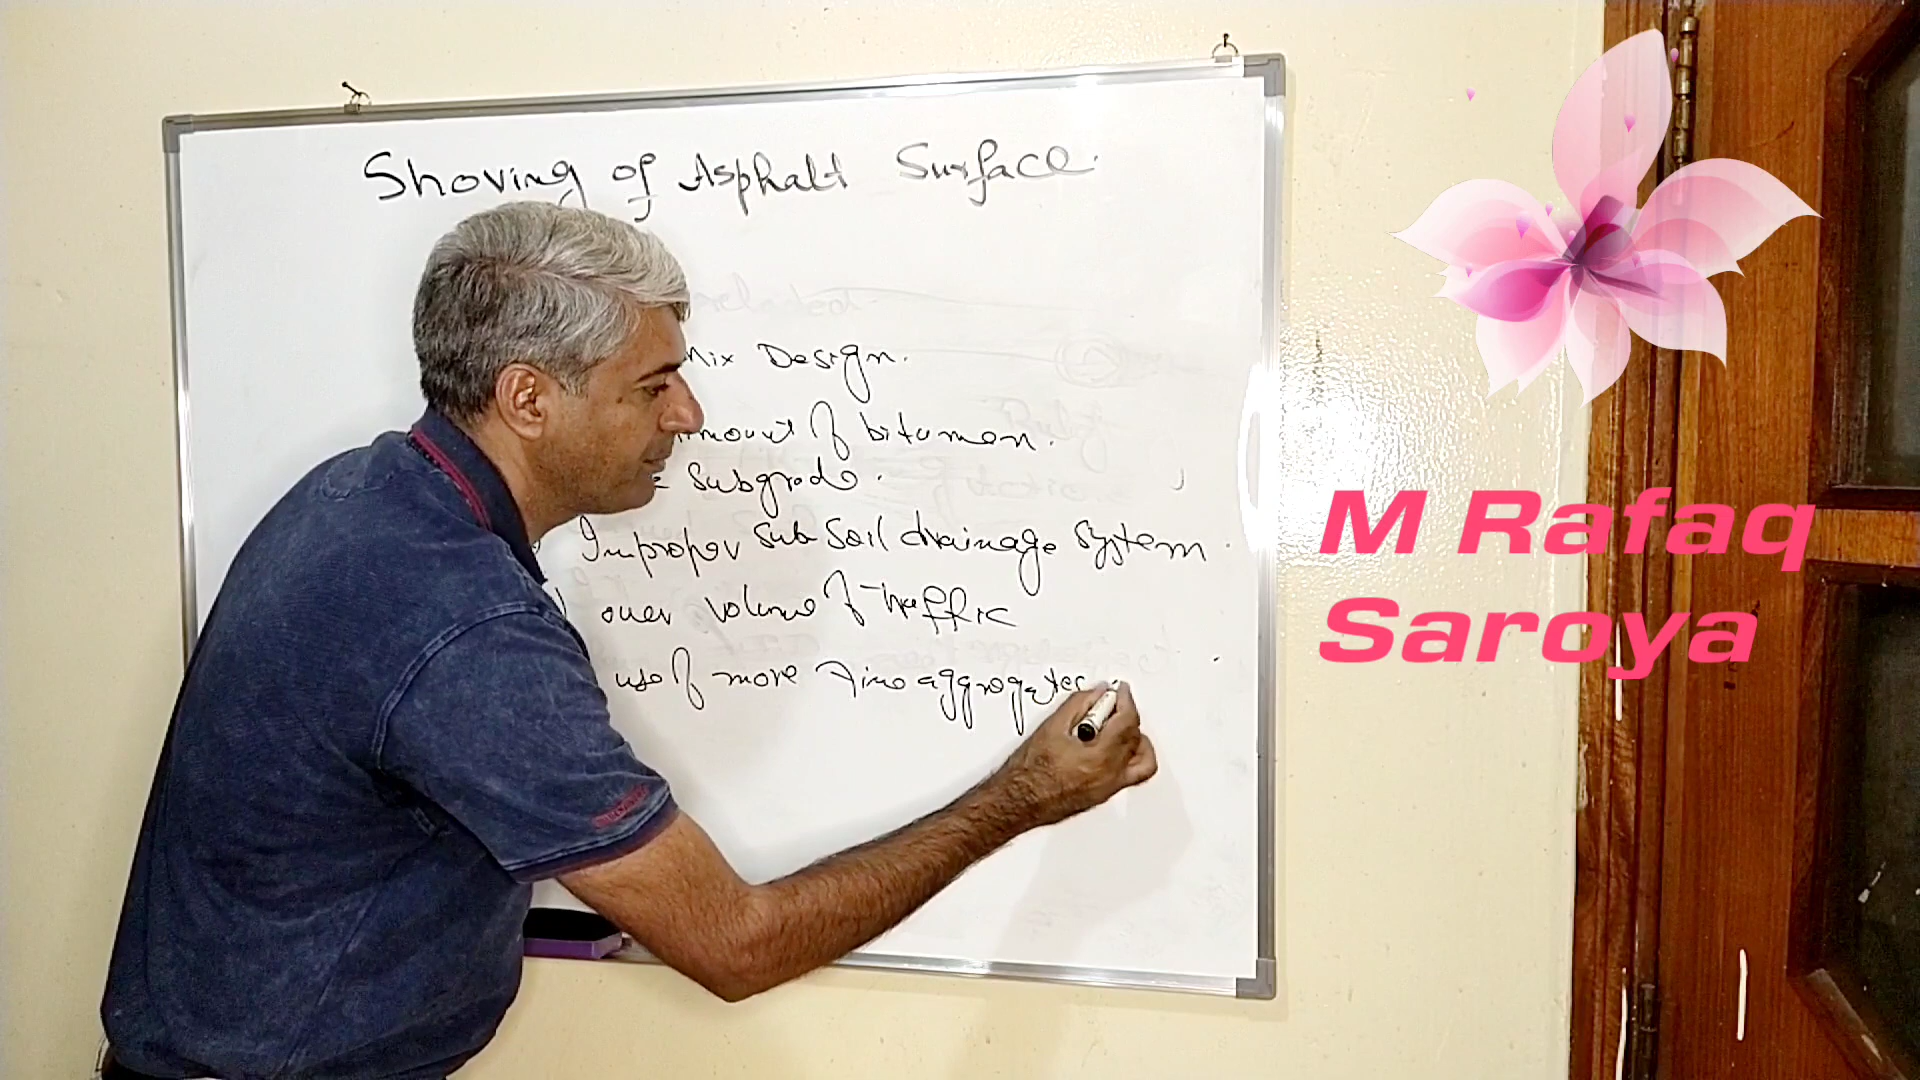 Shoving of Asphalt Surface.
Mix Design.
amount of bitumen.
Subgrade.
Improper Sub Soil drainage system.
over volume of Traffic
use of more fine aggregates
M Rafaq
Saroya